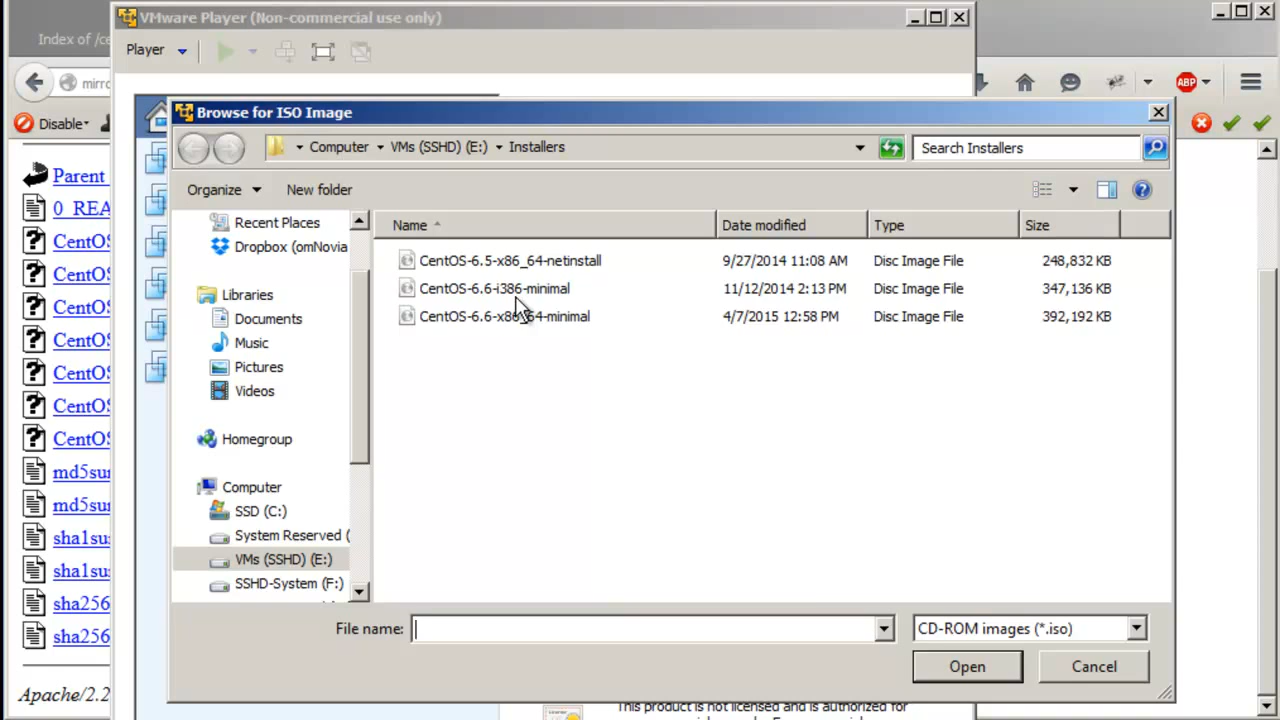 VMware Player (Non-commercial use only)
Index of /ce
Player
mirro
Browse for ISO Image
Disable
ABP
Computer VMs (SSHD) (E:) Installers
Search Installers
Organize New folder
Parent
0_REA
CentOS
CentOS
CentOS
CentOS
CentOS
CentOS
CentOS
md5su
md5su
sha1su
sha1su
sha256
sha256
Apache/2.2
Recent Places
Dropbox (omNovia
Libraries
Documents
Music
Pictures
Videos
Homegroup
Computer
SSD (C:)
System Reserved (
VMs (SSHD) (E:)
SSHD-System (F:)
Name Date modified Type Size
CentOS-6.5-x86_64-netinstall 9/27/2014 11:08 AM Disc Image File 248,832 KB
CentOS-6.6-i386-minimal 11/12/2014 2:13 PM Disc Image File 347,136 KB
CentOS-6.6-x86_64-minimal 4/7/2015 12:58 PM Disc Image File 392,192 KB
File name:
CD-ROM images (*.iso)
Open Cancel
This product is not licensed and is authorized for